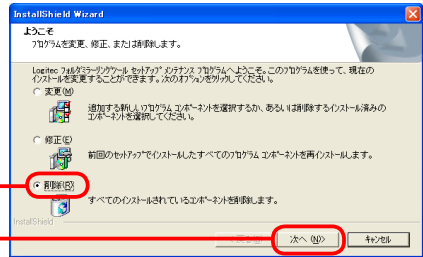 InstallShield Wizard
ようこそ
プログラムを変更、修正、または削除します。
Logitec フォルダミラーリングツール セットアップ メンテナンス プログラムへようこそ。このプログラムを使って、現在の
インストールを変更することができます。次のオプションをクリックしてください。
変更(M)
追加する新しいプログラム コンポーネントを選択するか、あるいは削除するインストール済みの
コンポーネントを選択してください。
修正(E)
前回のセットアップでインストールしたすべてのプログラム コンポーネントを再インストールします。
削除(R)
すべてのインストールされているコンポーネントを削除します。
InstallShield
次へ (N)> キャンセル